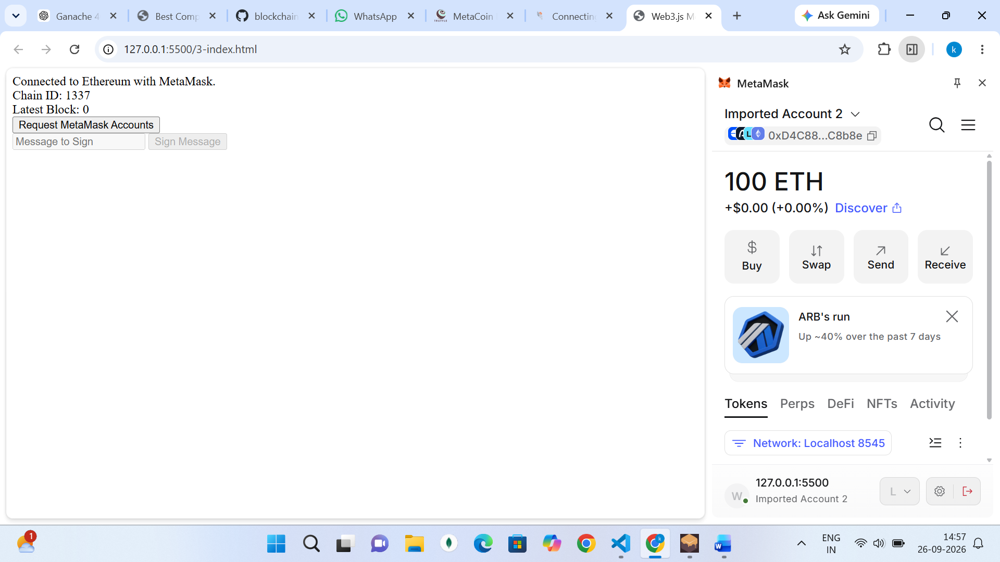 Ganache 4
Best Comp
blockchain
WhatsApp
MetaCoin
Connecting
Web3.js M
Ask Gemini
127.0.0.1:5500/3-index.html
k
Connected to Ethereum with MetaMask.
Chain ID: 1337
Latest Block: 0
Request MetaMask Accounts
Message to Sign
Sign Message
MetaMask
Imported Account 2
0xD4C88...C8b8e
100 ETH
+$0.00 (+0.00%) Discover
Buy
Swap
Send
Receive
ARB's run
Up ~40% over the past 7 days
Tokens
Perps
DeFi
NFTs
Activity
Network: Localhost 8545
W
127.0.0.1:5500
Imported Account 2
L
1
ENG
IN
14:57
26-09-2026